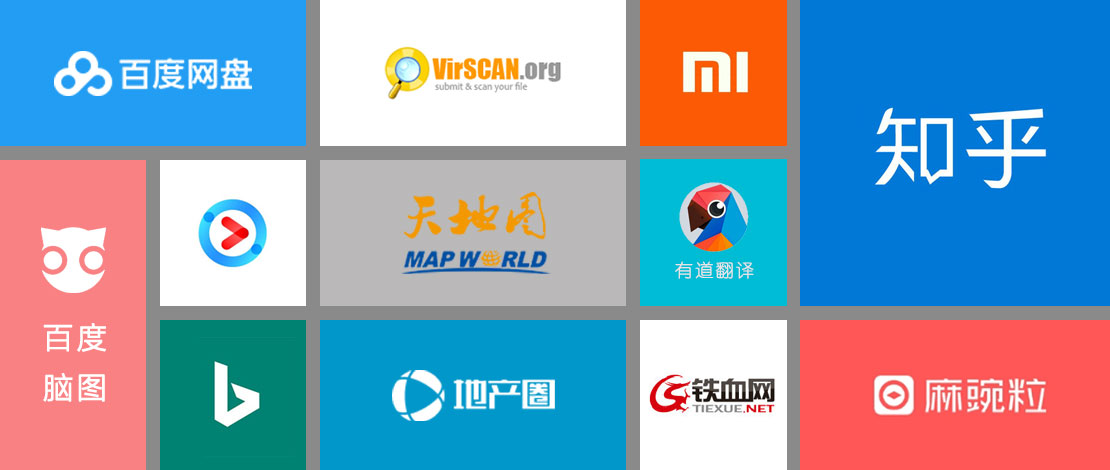 百度网盘
VirSCAN.org
submit & scan your file
mi
知乎
百度
脑图
天地图
MAP WORLD
有道翻译
b
地产圈
铁血网
TIEXUE.NET
麻豌粒